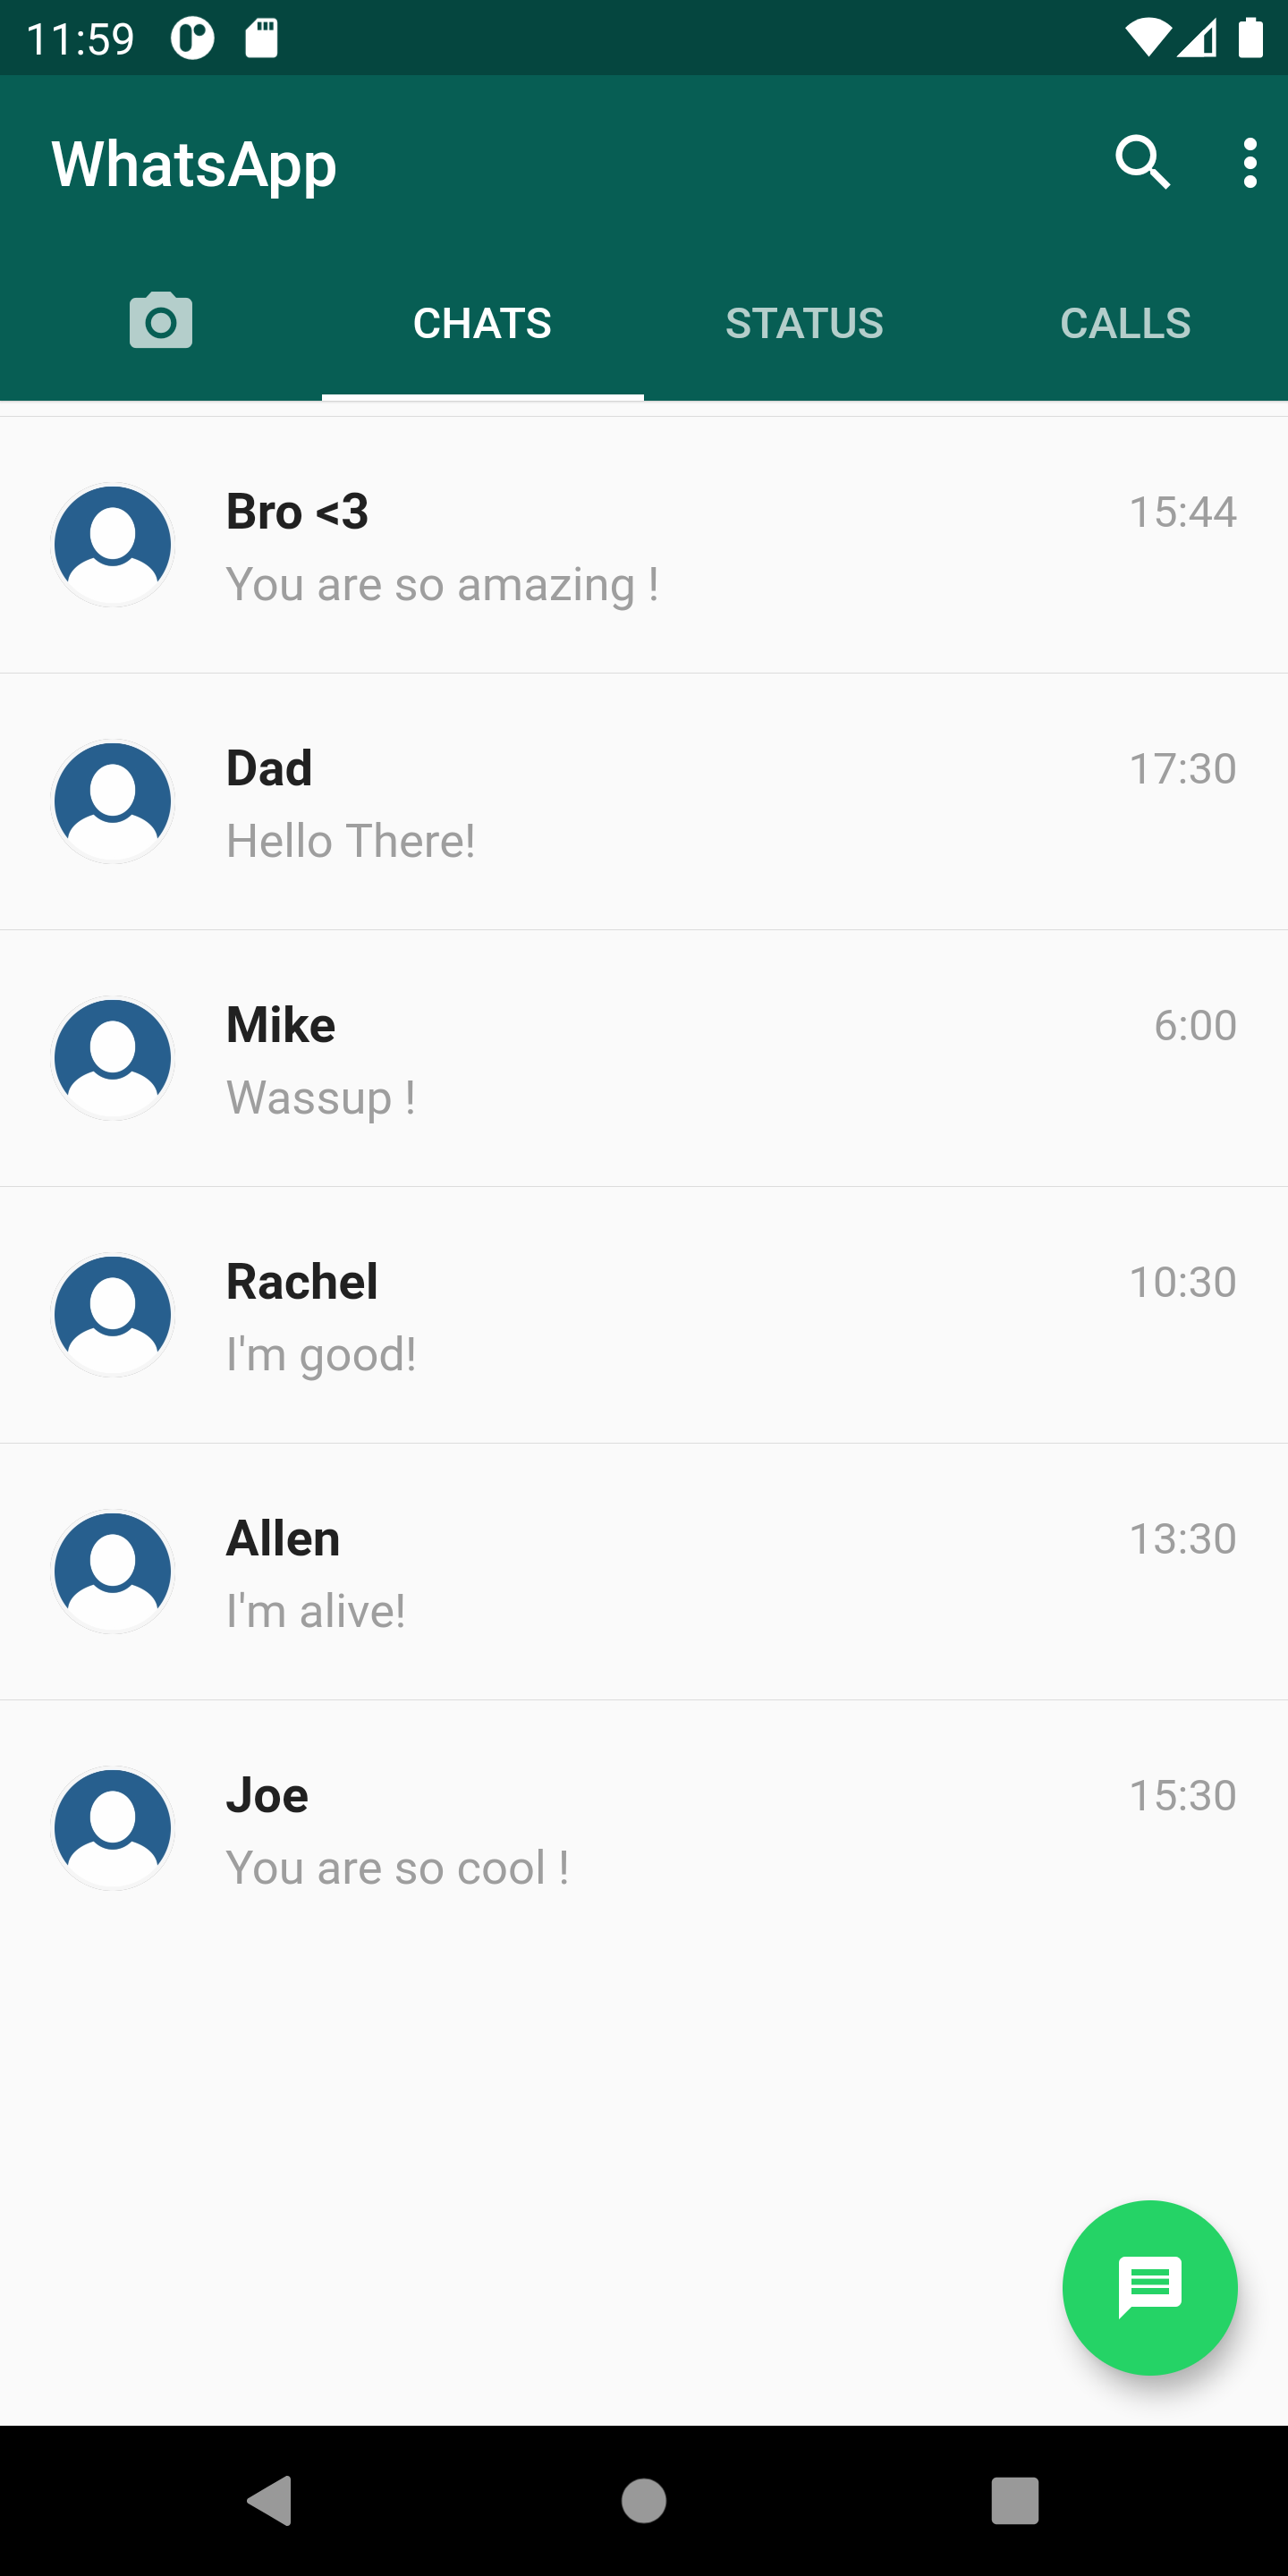 11:59
WhatsApp
CHATS STATUS CALLS
Bro <3 15:44
You are so amazing !
Dad 17:30
Hello There!
Mike 6:00
Wassup !
Rachel 10:30
I'm good!
Allen 13:30
I'm alive!
Joe 15:30
You are so cool !